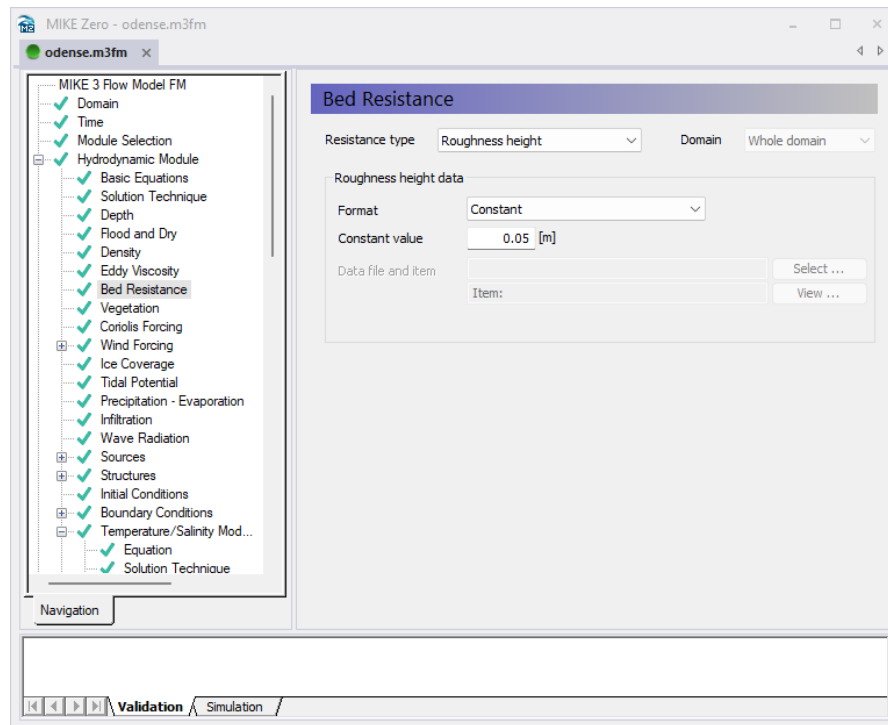 MIKE Zero - odense.m3fm
odense.m3fm
MIKE 3 Flow Model FM
Domain
Time
Module Selection
Hydrodynamic Module
Basic Equations
Solution Technique
Depth
Flood and Dry
Density
Eddy Viscosity
Bed Resistance
Vegetation
Coriolis Forcing
Wind Forcing
Ice Coverage
Tidal Potential
Precipitation - Evaporation
Infiltration
Wave Radiation
Sources
Structures
Initial Conditions
Boundary Conditions
Temperature/Salinity Mod...
Equation
Solution Technique
Navigation
Bed Resistance
Resistance type Roughness height Domain Whole domain
Roughness height data
Format Constant
Constant value 0.05 [m]
Data file and item Select ...
Item: View ...
Validation Simulation